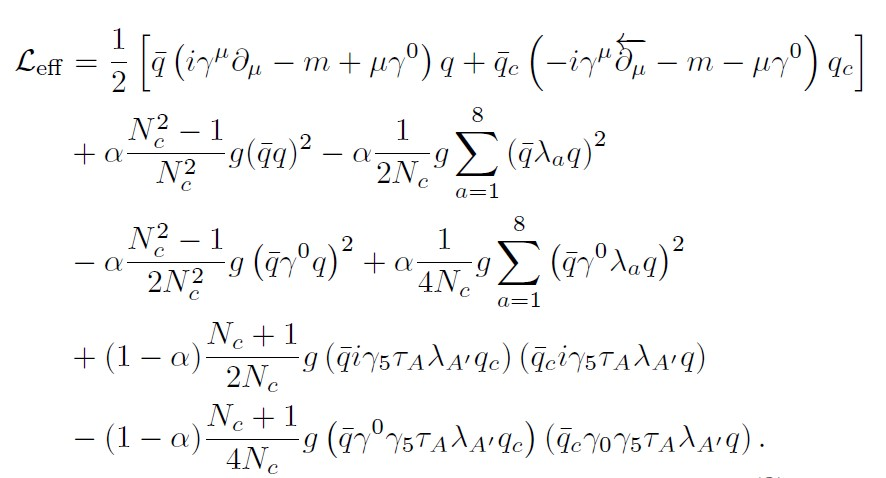 \mathcal{L}_{\text{eff}} = \frac{1}{2} \left[ \bar{q} \left( i\gamma^\mu \partial_\mu - m + \mu\gamma^0 \right) q + \bar{q}_c \left( -i\gamma^\mu \overleftarrow{\partial_\mu} - m - \mu\gamma^0 \right) q_c \right]
+ \alpha \frac{N_c^2 - 1}{N_c^2} g (\bar{q}q)^2 - \alpha \frac{1}{2N_c} g \sum_{a=1}^{8} \left( \bar{q}\lambda_a q \right)^2
- \alpha \frac{N_c^2 - 1}{2N_c^2} g \left( \bar{q}\gamma^0 q \right)^2 + \alpha \frac{1}{4N_c} g \sum_{a=1}^{8} \left( \bar{q}\gamma^0 \lambda_a q \right)^2
+ (1 - \alpha) \frac{N_c + 1}{2N_c} g \left( \bar{q} i\gamma_5 \tau_A \lambda_{A'} q_c \right) \left( \bar{q}_c i\gamma_5 \tau_A \lambda_{A'} q \right)
- (1 - \alpha) \frac{N_c + 1}{4N_c} g \left( \bar{q}\gamma^0 \gamma_5 \tau_A \lambda_{A'} q_c \right) \left( \bar{q}_c \gamma_0 \gamma_5 \tau_A \lambda_{A'} q \right) .